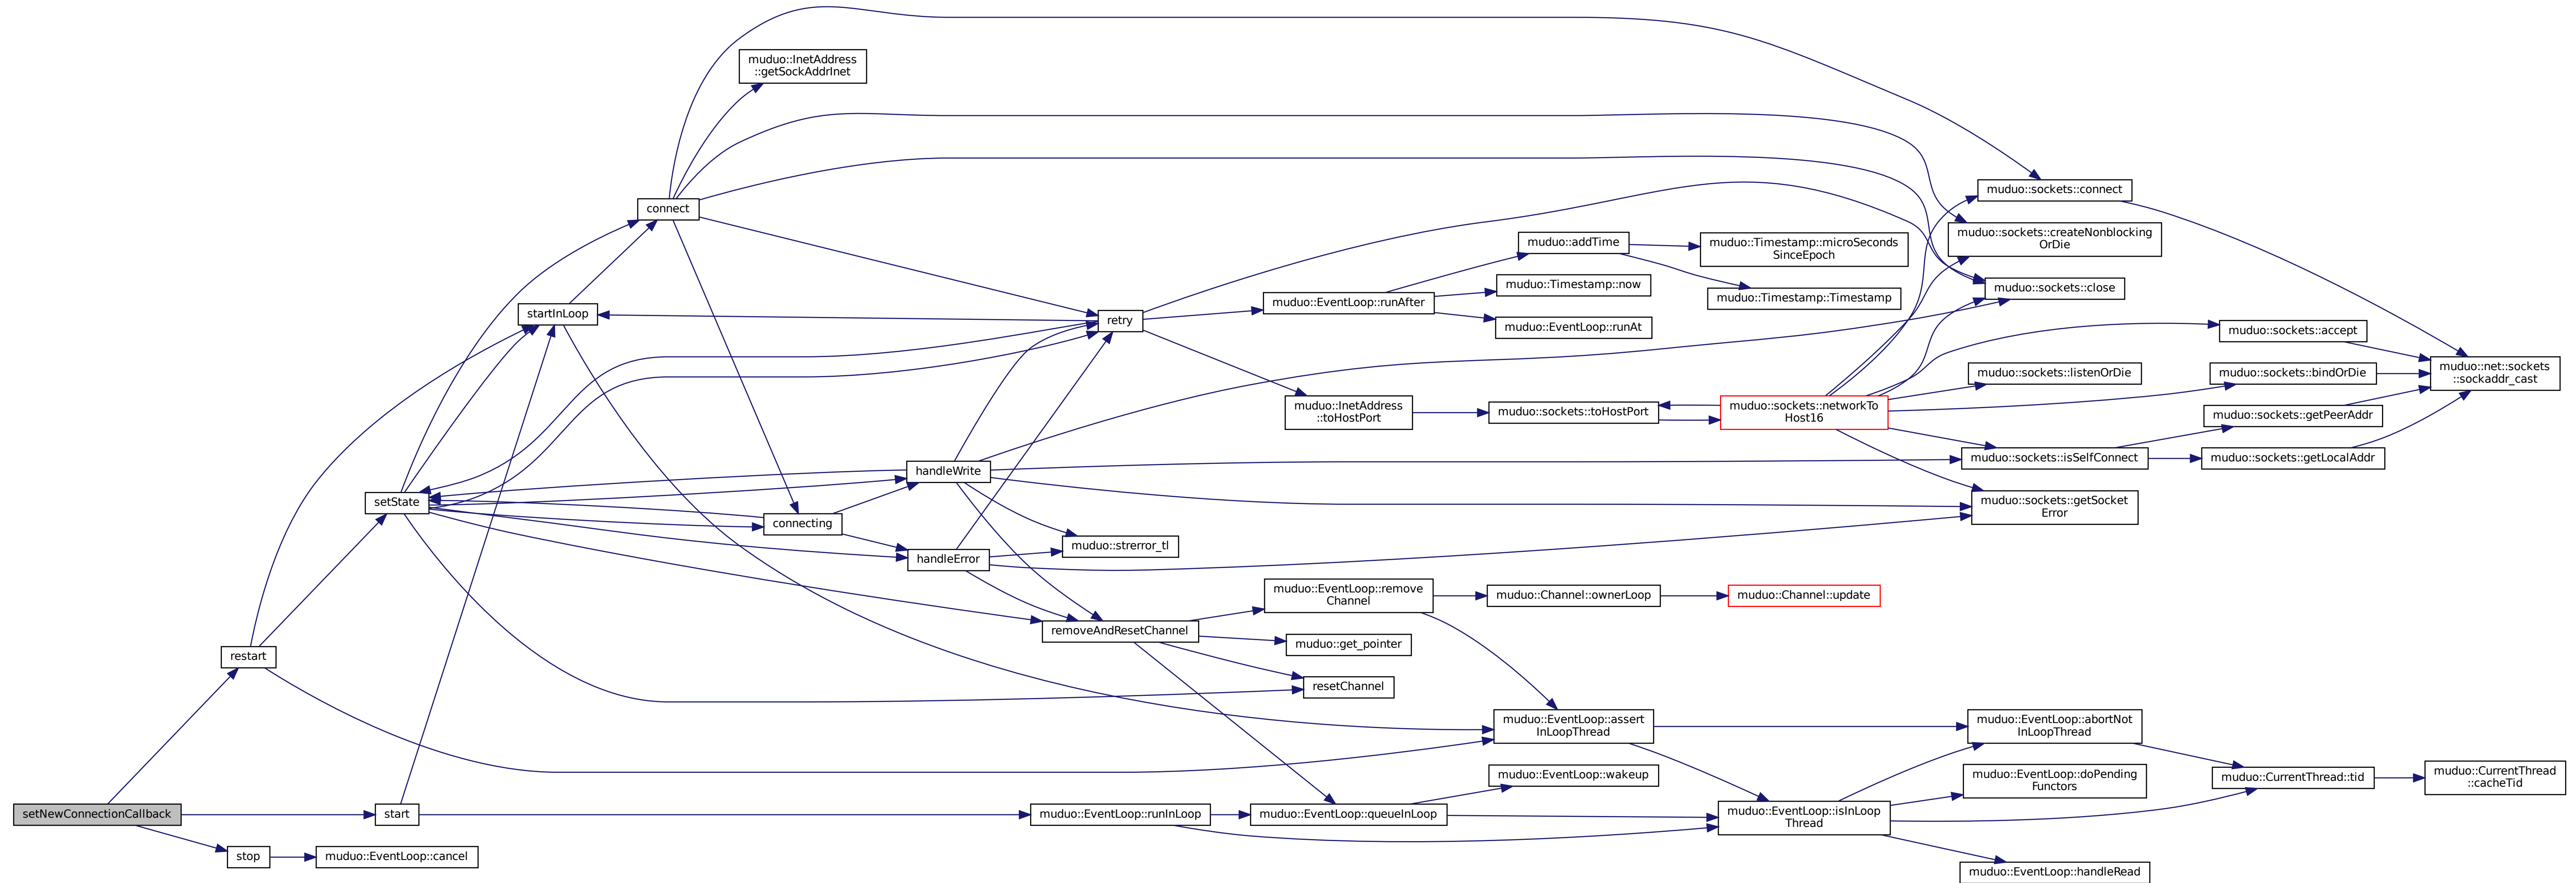 muduo::InetAddress
::getSockAddrInet
connect
muduo::sockets::connect
muduo::sockets::createNonblocking
OrDie
muduo::addTime
muduo::Timestamp::microSeconds
SinceEpoch
muduo::Timestamp::now
muduo::sockets::close
muduo::EventLoop::runAfter
muduo::Timestamp::Timestamp
startInLoop
retry
muduo::EventLoop::runAt
muduo::sockets::accept
muduo::net::sockets
::sockaddr_cast
muduo::sockets::listenOrDie
muduo::sockets::bindOrDie
muduo::InetAddress
::toHostPort
muduo::sockets::toHostPort
muduo::sockets::networkTo
Host16
muduo::sockets::getPeerAddr
handleWrite
muduo::sockets::isSelfConnect
muduo::sockets::getLocalAddr
setState
muduo::sockets::getSocket
Error
connecting
muduo::strerror_tl
handleError
muduo::EventLoop::remove
Channel
muduo::Channel::ownerLoop
muduo::Channel::update
removeAndResetChannel
muduo::get_pointer
restart
resetChannel
muduo::EventLoop::assert
InLoopThread
muduo::EventLoop::abortNot
InLoopThread
muduo::EventLoop::wakeup
muduo::EventLoop::doPending
Functors
muduo::CurrentThread::tid
muduo::CurrentThread
::cacheTid
setNewConnectionCallback
start
muduo::EventLoop::runInLoop
muduo::EventLoop::queueInLoop
muduo::EventLoop::isInLoop
Thread
stop
muduo::EventLoop::cancel
muduo::EventLoop::handleRead